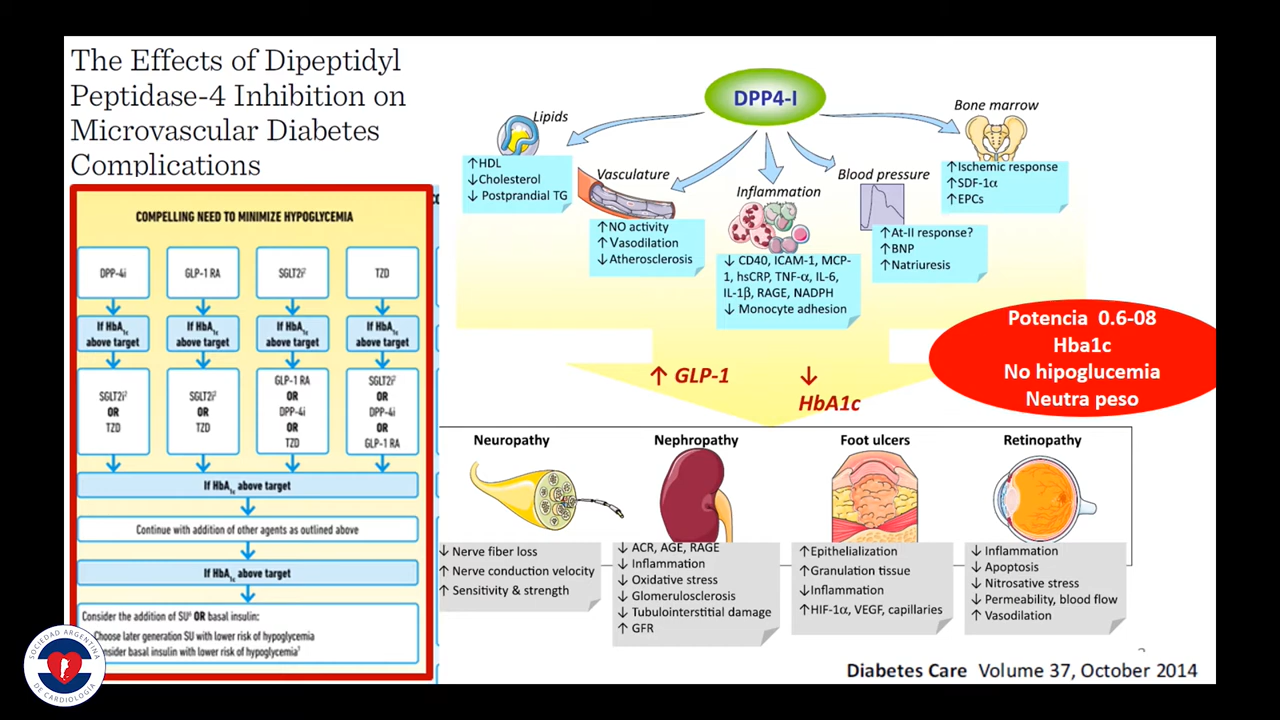 The Effects of Dipeptidyl
Peptidase-4 Inhibition on
Microvascular Diabetes
Complications
COMPELLING NEED TO MINIMIZE HYPOGLYCEMIA
DPP-4i
GLP-1 RA
SGLT2i²
TZD
If HbA1c
above target
If HbA1c
above target
If HbA1c
above target
If HbA1c
above target
SGLT2i²
OR
TZD
SGLT2i²
OR
TZD
GLP-1 RA
OR
DPP-4i
OR
TZD
SGLT2i²
OR
DPP-4i
OR
GLP-1 RA
If HbA1c above target
Continue with addition of other agents as outlined above
If HbA1c above target
Consider the addition of SU⁶ OR basal insulin:
Choose later generation SU with lower risk of hypoglycemia
nsider basal insulin with lower risk of hypoglycemia⁷
SOCIEDAD ARGENTINA
DE CARDIOLOGÍA
DPP4-I
Lipids
↑HDL
↓Cholesterol
↓ Postprandial TG
Vasculature
↑NO activity
↑ Vasodilation
↓ Atherosclerosis
Inflammation
↓ CD40, ICAM-1, MCP-
1, hsCRP, TNF-α, IL-6,
IL-1β, RAGE, NADPH
↓ Monocyte adhesion
Blood pressure
↑At-II response?
↑BNP
↑Natriuresis
Bone marrow
↑Ischemic response
↑SDF-1α
↑EPCs
↑ GLP-1
↓
HbA1c
Potencia 0.6-08
Hba1c
No hipoglucemia
Neutra peso
Neuropathy
↓ Nerve fiber loss
↑ Nerve conduction velocity
↑ Sensitivity & strength
Nephropathy
↓ ACR, AGE, RAGE
↓ Inflammation
↓ Oxidative stress
↓ Glomerulosclerosis
↓ Tubulointerstitial damage
↑ GFR
Foot ulcers
↑Epithelialization
↑Granulation tissue
↓Inflammation
↑HIF-1α, VEGF, capillaries
Retinopathy
↓ Inflammation
↓ Apoptosis
↓ Nitrosative stress
↓ Permeability, blood flow
↑ Vasodilation
Diabetes Care Volume 37, October 2014